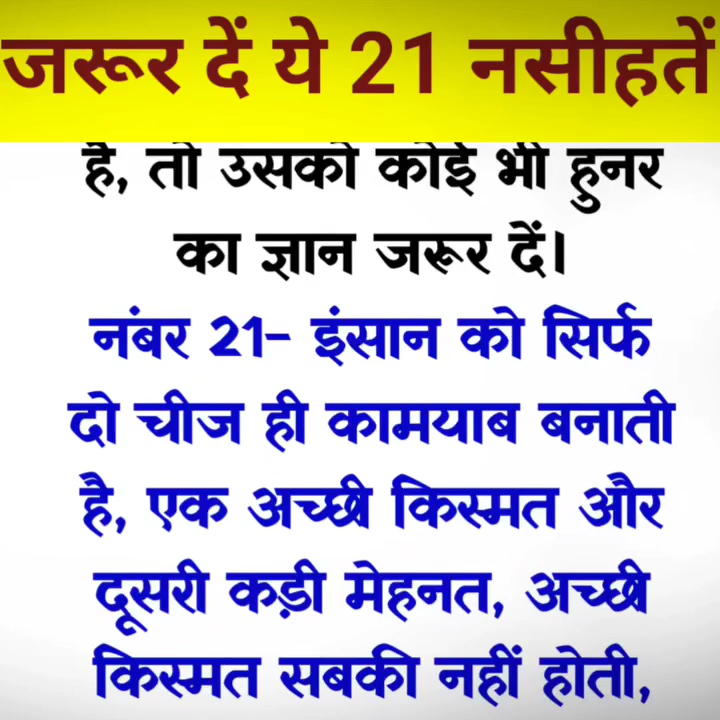 जरूर दें ये 21 नसीहतें
है, तो उसको कोई भी हुनर
का ज्ञान जरूर दें।
नंबर 21- इंसान को सिर्फ
दो चीज ही कामयाब बनाती
है, एक अच्छी किस्मत और
दूसरी कड़ी मेहनत, अच्छी
किस्मत सबकी नहीं होती,